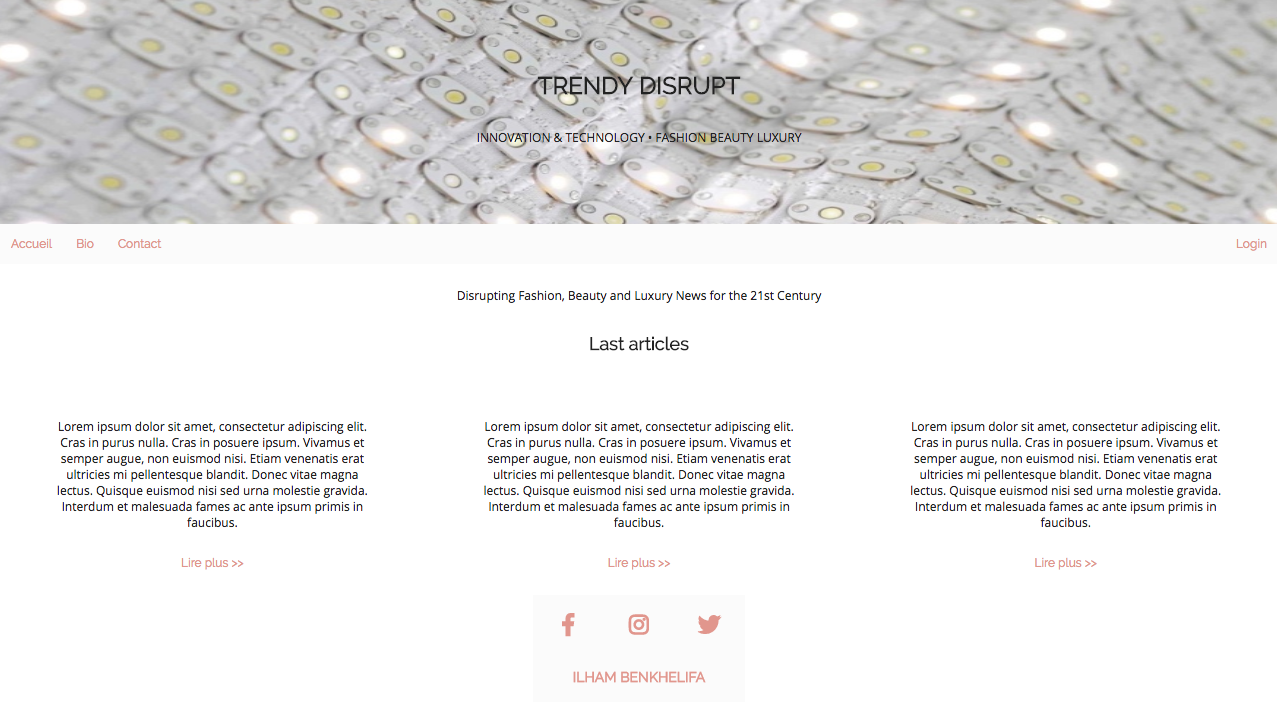 TRENDY DISRUPT
INNOVATION & TECHNOLOGY • FASHION BEAUTY LUXURY
Accueil Bio Contact Login
Disrupting Fashion, Beauty and Luxury News for the 21st Century
Last articles
Lorem ipsum dolor sit amet, consectetur adipiscing elit.
Cras in purus nulla. Cras in posuere ipsum. Vivamus et
semper augue, non euismod nisi. Etiam venenatis erat
ultricies mi pellentesque blandit. Donec vitae magna
lectus. Quisque euismod nisi sed urna molestie gravida.
Interdum et malesuada fames ac ante ipsum primis in
faucibus.
Lire plus >>
Lorem ipsum dolor sit amet, consectetur adipiscing elit.
Cras in purus nulla. Cras in posuere ipsum. Vivamus et
semper augue, non euismod nisi. Etiam venenatis erat
ultricies mi pellentesque blandit. Donec vitae magna
lectus. Quisque euismod nisi sed urna molestie gravida.
Interdum et malesuada fames ac ante ipsum primis in
faucibus.
Lire plus >>
Lorem ipsum dolor sit amet, consectetur adipiscing elit.
Cras in purus nulla. Cras in posuere ipsum. Vivamus et
semper augue, non euismod nisi. Etiam venenatis erat
ultricies mi pellentesque blandit. Donec vitae magna
lectus. Quisque euismod nisi sed urna molestie gravida.
Interdum et malesuada fames ac ante ipsum primis in
faucibus.
Lire plus >>
ILHAM BENKHELIFA